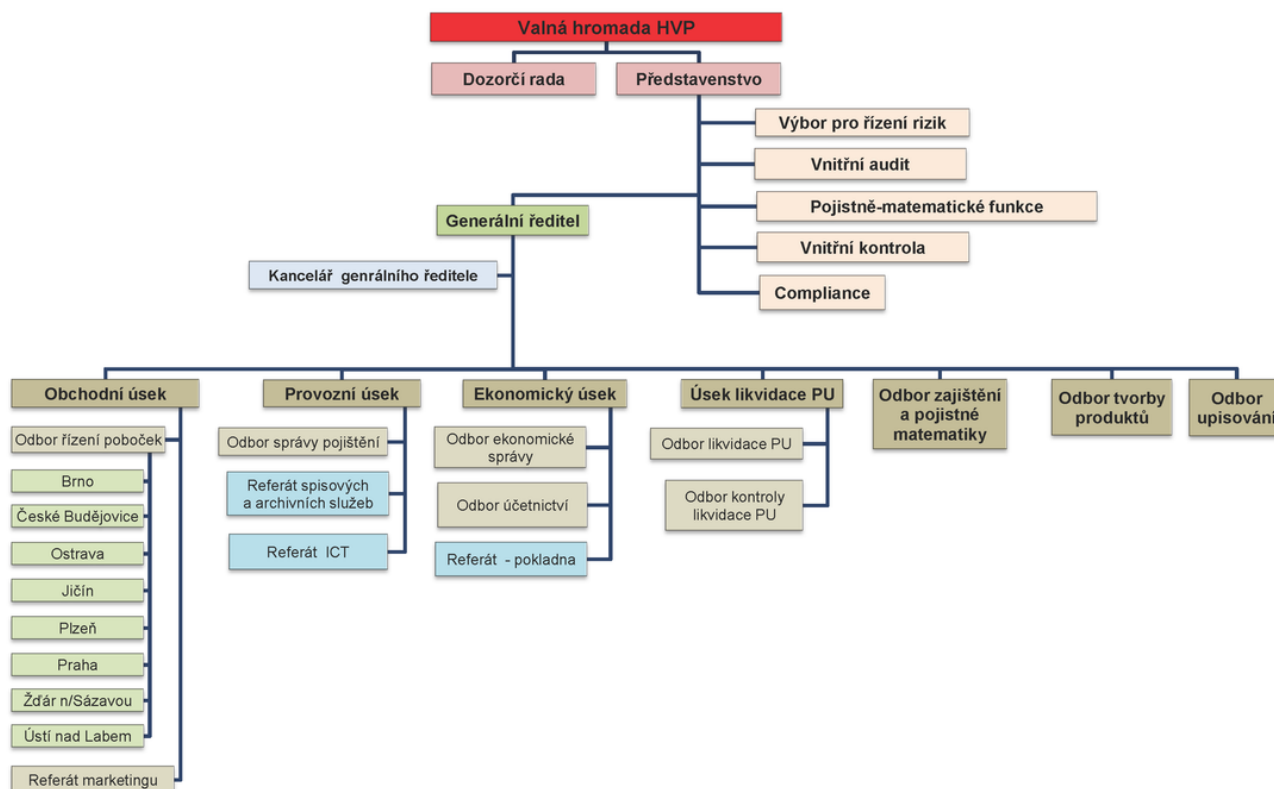 Valná hromada HVP
Dozorčí rada
Představenstvo
Výbor pro řízení rizik
Vnitřní audit
Pojistně-matematické funkce
Generální ředitel
Vnitřní kontrola
Kancelář genrálního ředitele
Compliance
Obchodní úsek
Odbor řízení poboček
Brno
České Budějovice
Ostrava
Jičín
Plzeň
Praha
Žďár n/Sázavou
Ústí nad Labem
Referát marketingu
Provozní úsek
Odbor správy pojištění
Referát spisových
a archivních služeb
Referát ICT
Ekonomický úsek
Odbor ekonomické
správy
Odbor účetnictví
Referát - pokladna
Úsek likvidace PU
Odbor likvidace PU
Odbor kontroly
likvidace PU
Odbor zajištění
a pojistné
matematiky
Odbor tvorby
produktů
Odbor
upisování